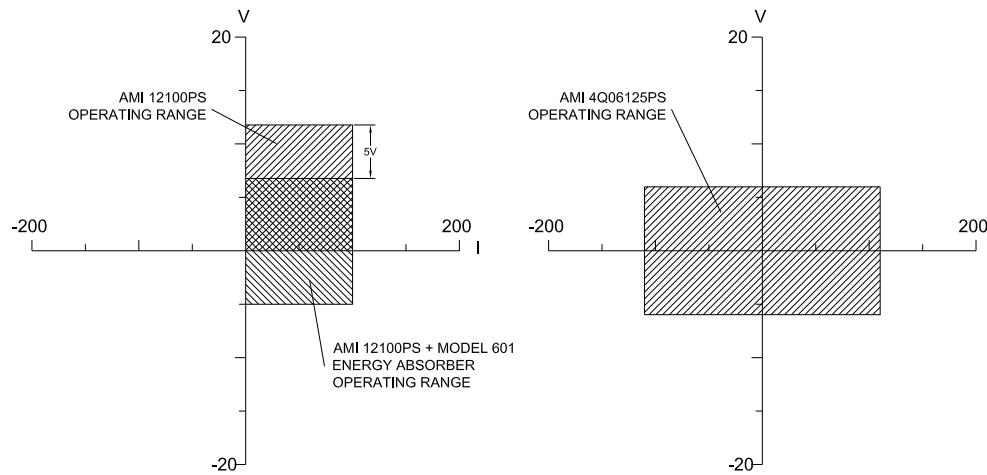 V
20
AMI 12100PS
OPERATING RANGE
5V
-200
200
I
AMI 12100PS + MODEL 601
ENERGY ABSORBER
OPERATING RANGE
-20
V
20
AMI 4Q06125PS
OPERATING RANGE
-200
200
-20